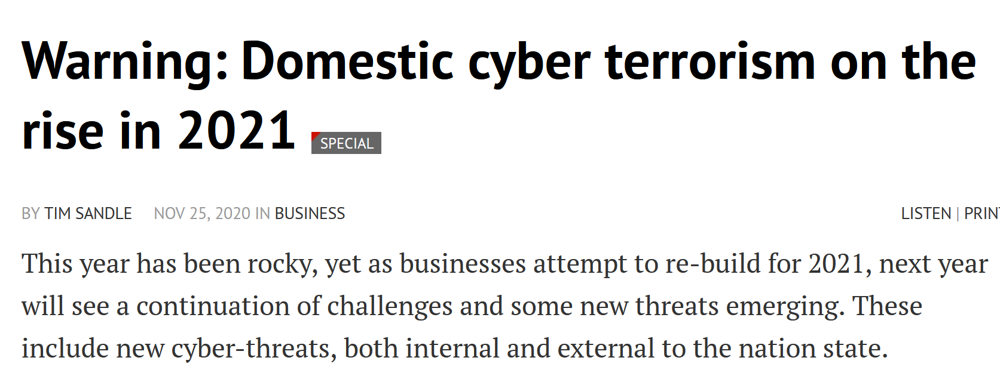 Warning: Domestic cyber terrorism on the
rise in 2021 SPECIAL
BY TIM SANDLE NOV 25, 2020 IN BUSINESS LISTEN | PRINT
This year has been rocky, yet as businesses attempt to re-build for 2021, next year
will see a continuation of challenges and some new threats emerging. These
include new cyber-threats, both internal and external to the nation state.